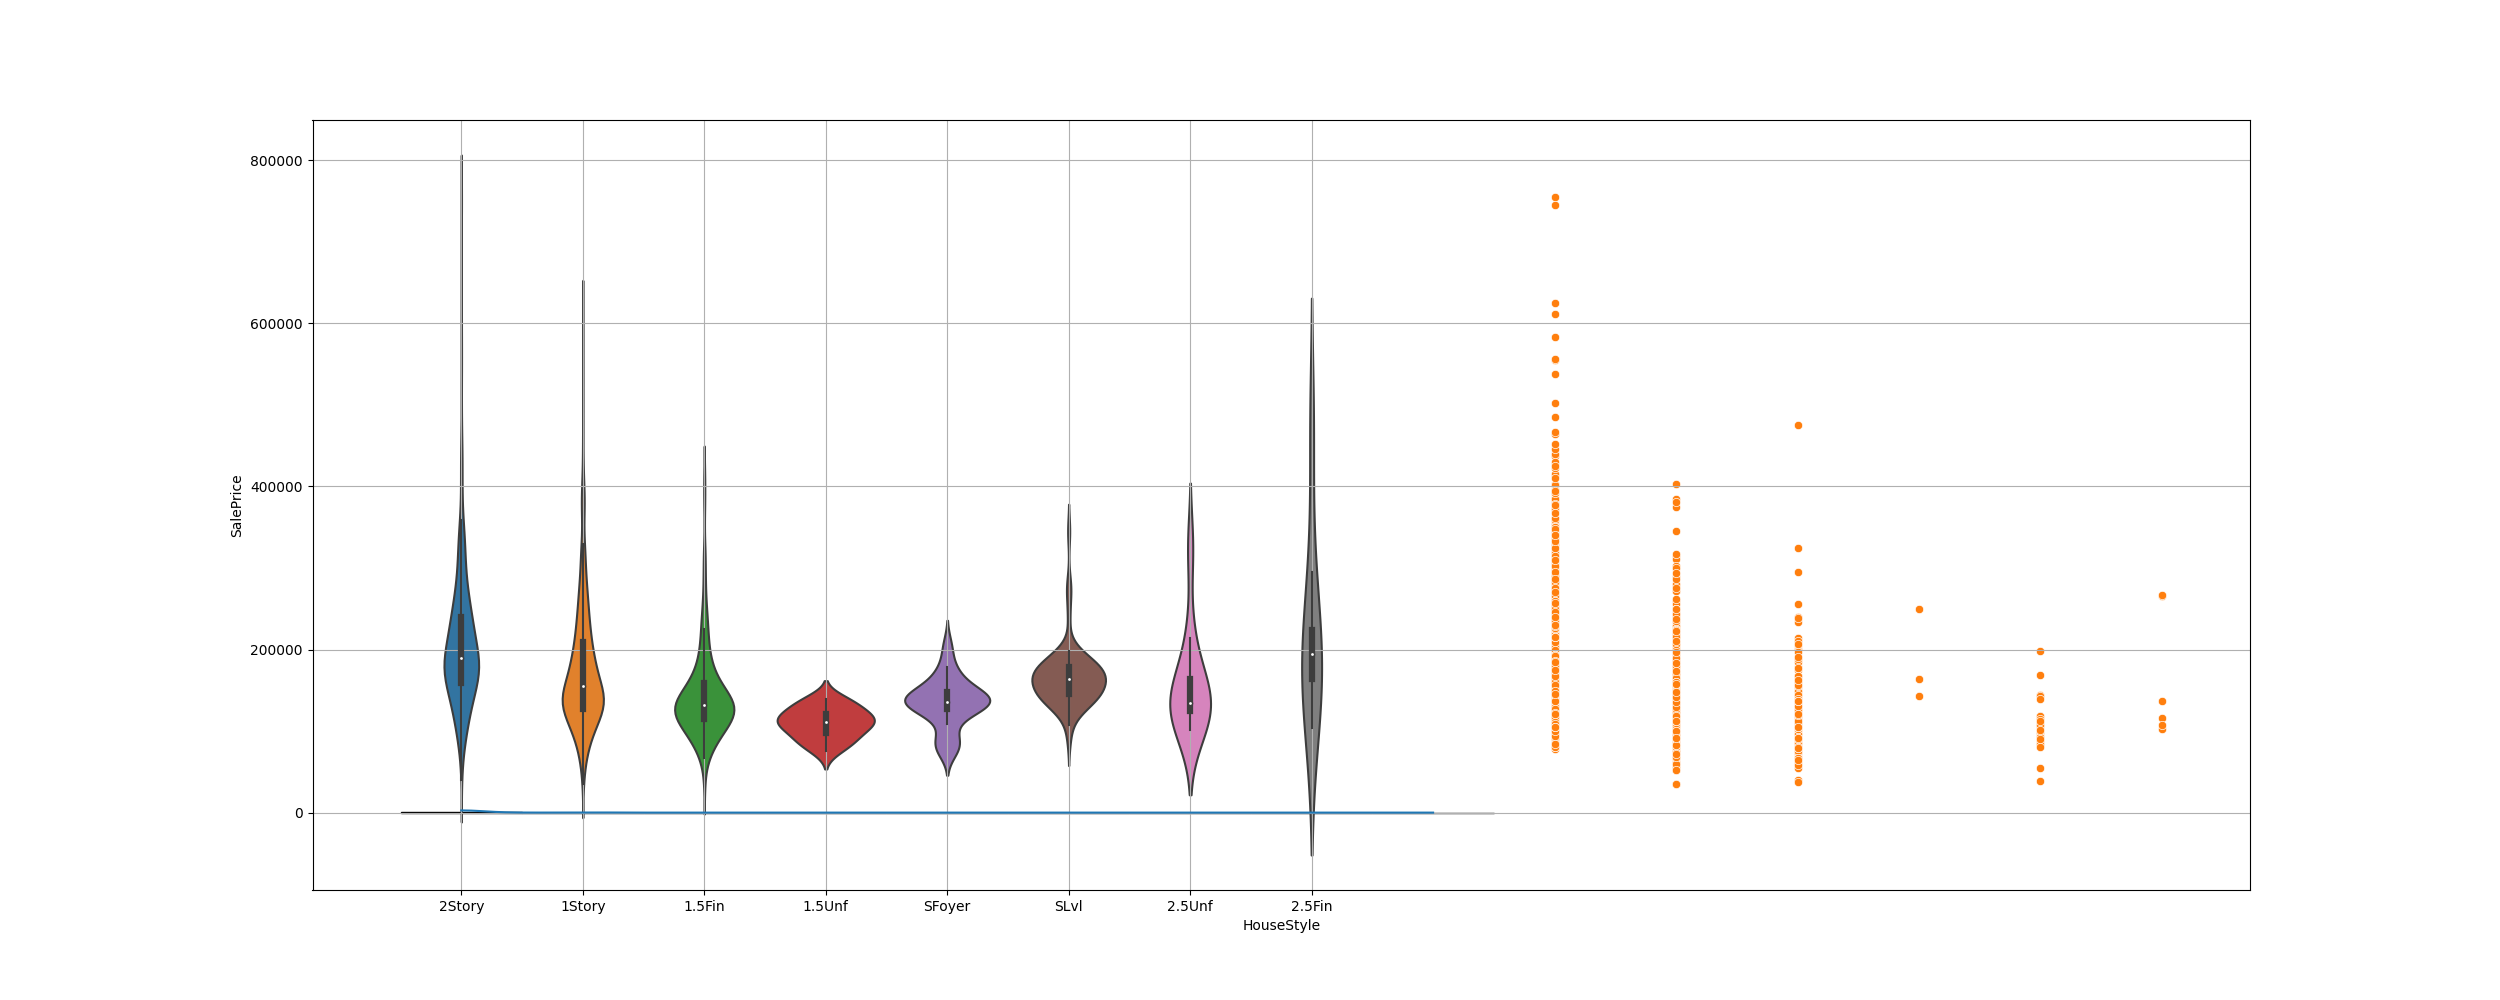 800000
600000
400000
200000
0
SalePrice
2Story 1Story 1.5Fin 1.5Unf SFoyer SLvl 2.5Unf 2.5Fin
HouseStyle